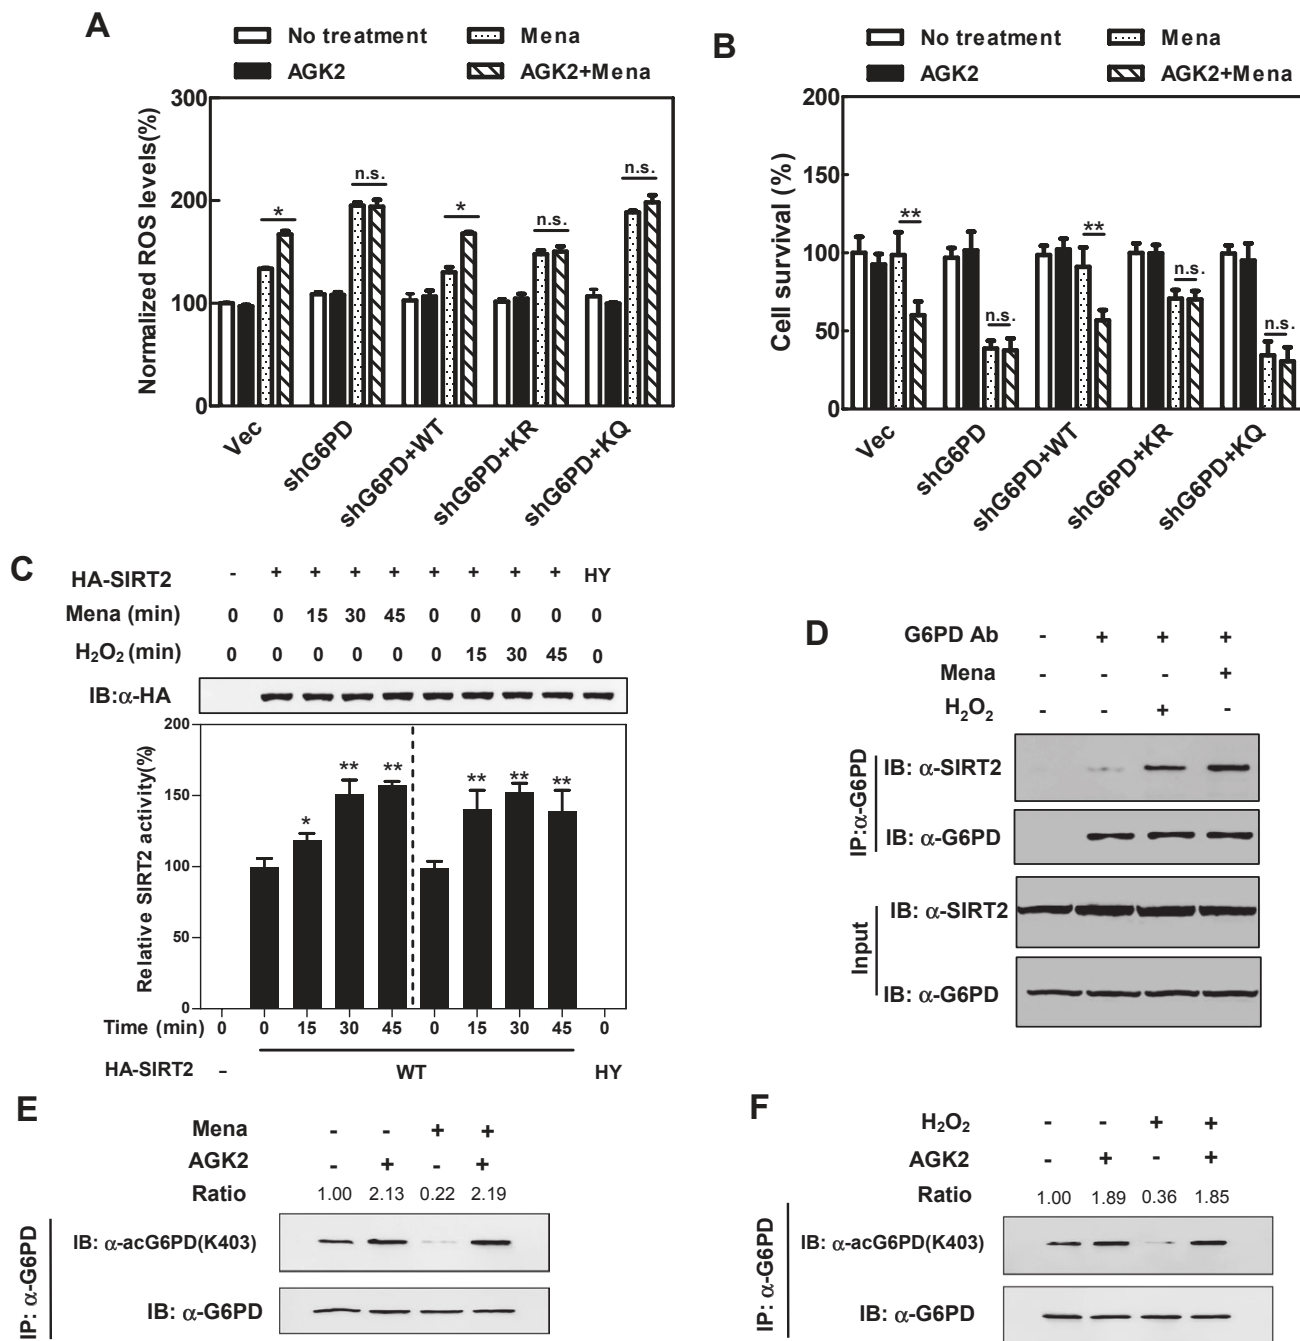 A
No treatment
Mena
AGK2
AGK2+Mena
Normalized ROS levels(%)
300
200
100
0
*
n.s.
*
n.s.
n.s.
Vec
shG6PD
shG6PD+WT
shG6PD+KR
shG6PD+KQ
B
No treatment
Mena
AGK2
AGK2+Mena
Cell survival (%)
200
150
100
50
0
**
n.s.
**
n.s.
n.s.
Vec
shG6PD
shG6PD+WT
shG6PD+KR
shG6PD+KQ
C
HA-SIRT2 - + + + + + + + + HY
Mena (min) 0 0 15 30 45 0 0 0 0 0
H₂O₂ (min) 0 0 0 0 0 0 15 30 45 0
IB:α-HA
Relative SIRT2 activity(%)
200
150
100
50
0
* ** ** ** ** **
Time (min) 0 0 15 30 45 0 15 30 45 0
HA-SIRT2 – WT HY
D
G6PD Ab - + + +
Mena - - - +
H₂O₂ - - + -
IP:α-G6PD
IB: α-SIRT2
IB: α-G6PD
Input
IB: α-SIRT2
IB: α-G6PD
E
Mena - - + +
AGK2 - + - +
Ratio 1.00 2.13 0.22 2.19
IP: α-G6PD
IB: α-acG6PD(K403)
IB: α-G6PD
F
H₂O₂ - - + +
AGK2 - + - +
Ratio 1.00 1.89 0.36 1.85
IP: α-G6PD
IB: α-acG6PD(K403)
IB: α-G6PD